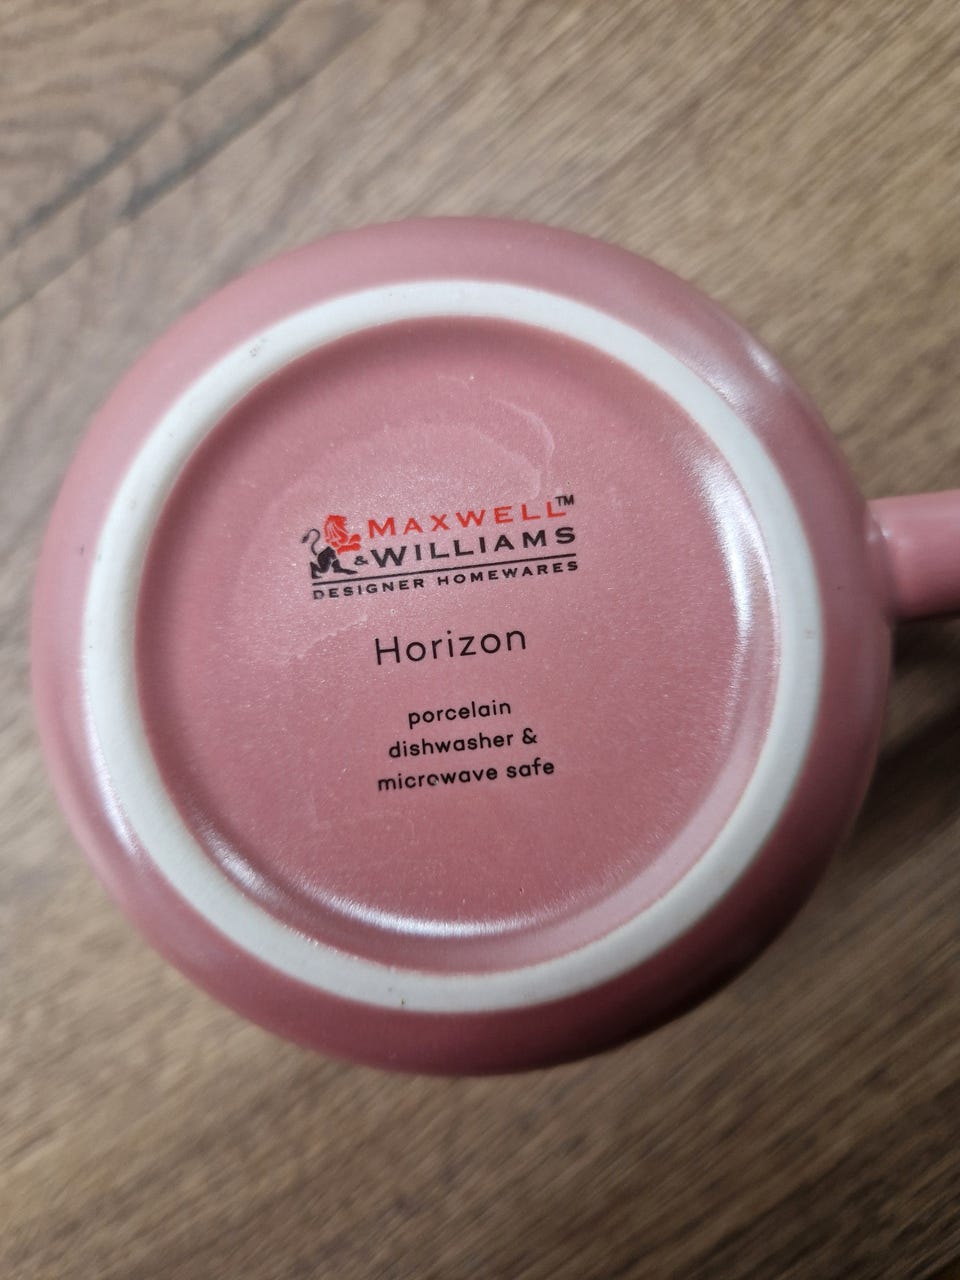 MAXWELL™
&WILLIAMS
DESIGNER HOMEWARES
Horizon
porcelain
dishwasher &
microwave safe